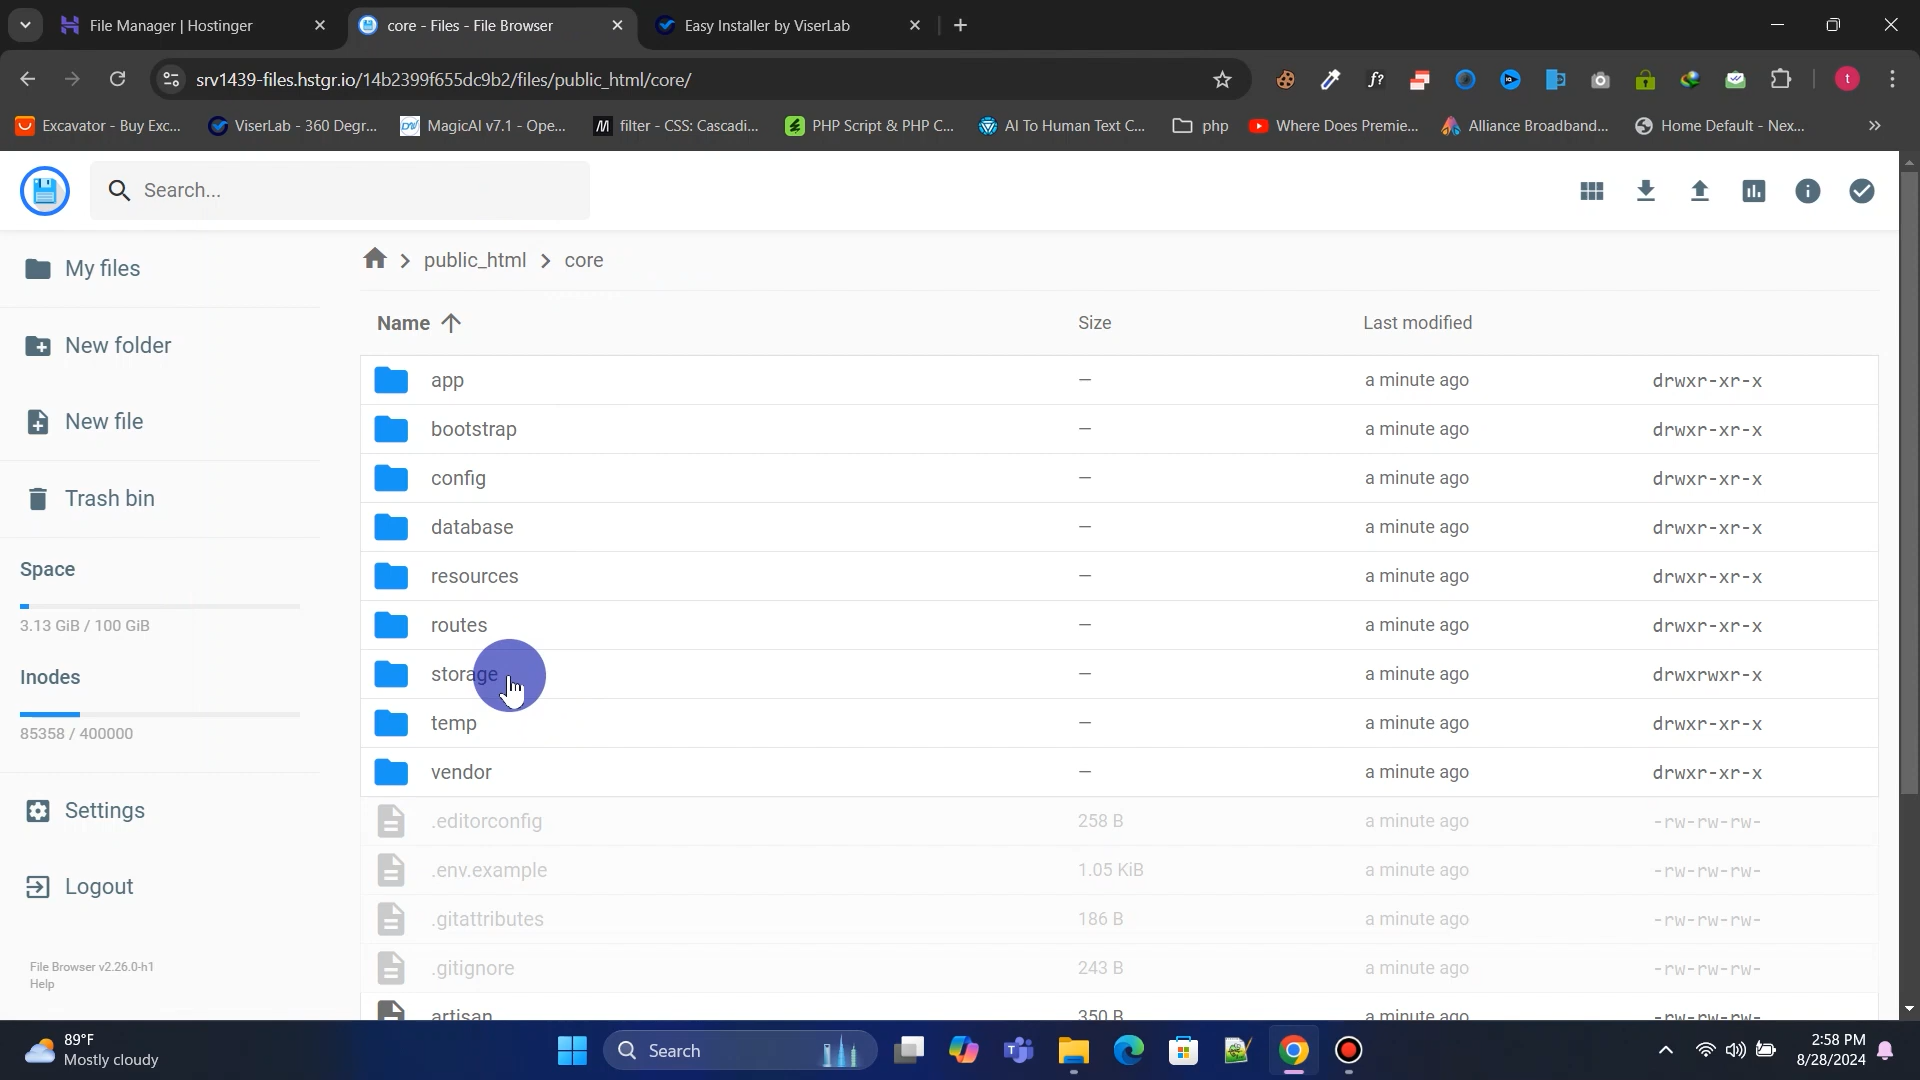 File Manager | Hostinger
core - Files - File Browser
Easy Installer by ViserLab
srv1439-files.hstgr.io/14b2399f655dc9b2/files/public_html/core/
Excavator - Buy Exc...
ViserLab - 360 Degr...
MagicAI v7.1 - Ope...
filter - CSS: Cascadi...
PHP Script & PHP C...
AI To Human Text C...
php
Where Does Premie...
Alliance Broadband...
Home Default - Nex...
Search...
My files
New folder
New file
Trash bin
Space
3.13 GiB / 100 GiB
Inodes
85358 / 400000
Settings
Logout
File Browser v2.26.0-h1
Help
public_html
core
Name Size Last modified
app — a minute ago drwxr-xr-x
bootstrap — a minute ago drwxr-xr-x
config — a minute ago drwxr-xr-x
database — a minute ago drwxr-xr-x
resources — a minute ago drwxr-xr-x
routes — a minute ago drwxr-xr-x
storage — a minute ago drwxrwxr-x
temp — a minute ago drwxr-xr-x
vendor — a minute ago drwxr-xr-x
.editorconfig 258 B a minute ago -rw-rw-rw-
.env.example 1.05 KiB a minute ago -rw-rw-rw-
.gitattributes 186 B a minute ago -rw-rw-rw-
.gitignore 243 B a minute ago -rw-rw-rw-
artisan 350 B a minute ago -rw-rw-rw-
89°F
Mostly cloudy
Search
2:58 PM
8/28/2024